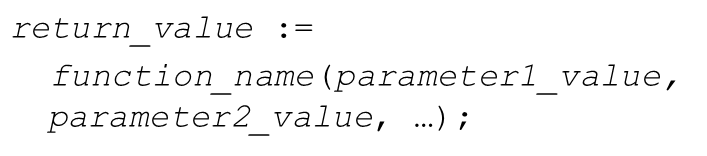 return_value :=
function_name(parameter1_value,
parameter2_value, …);